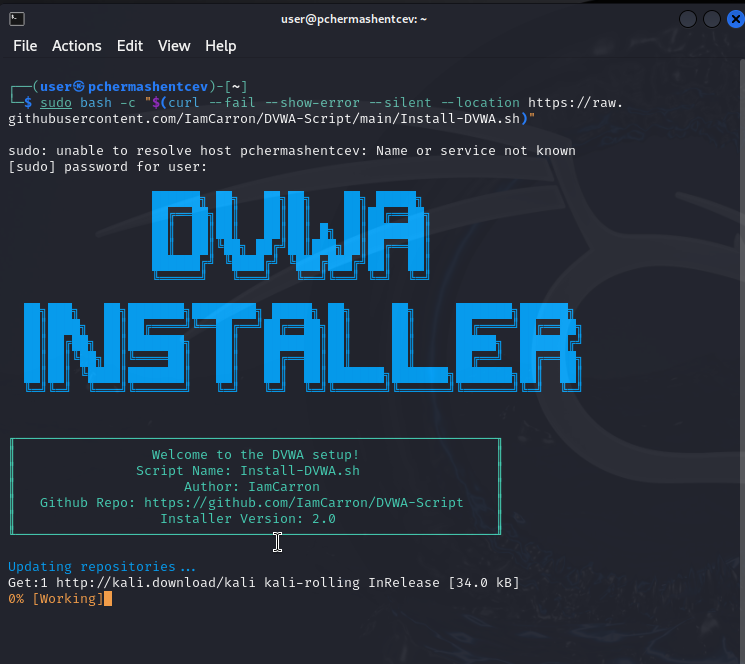 user@pchermashentcev: ~
File Actions Edit View Help
┌──(user㉿pchermashentcev)-[~]
└─$ sudo bash -c "$(curl --fail --show-error --silent --location https://raw.
githubusercontent.com/IamCarron/DVWA-Script/main/Install-DVWA.sh)"
sudo: unable to resolve host pchermashentcev: Name or service not known
[sudo] password for user:
DVWA
INSTALLER
Welcome to the DVWA setup!
Script Name: Install-DVWA.sh
Author: IamCarron
Github Repo: https://github.com/IamCarron/DVWA-Script
Installer Version: 2.0
Updating repositories...
Get:1 http://kali.download/kali kali-rolling InRelease [34.0 kB]
0% [Working]